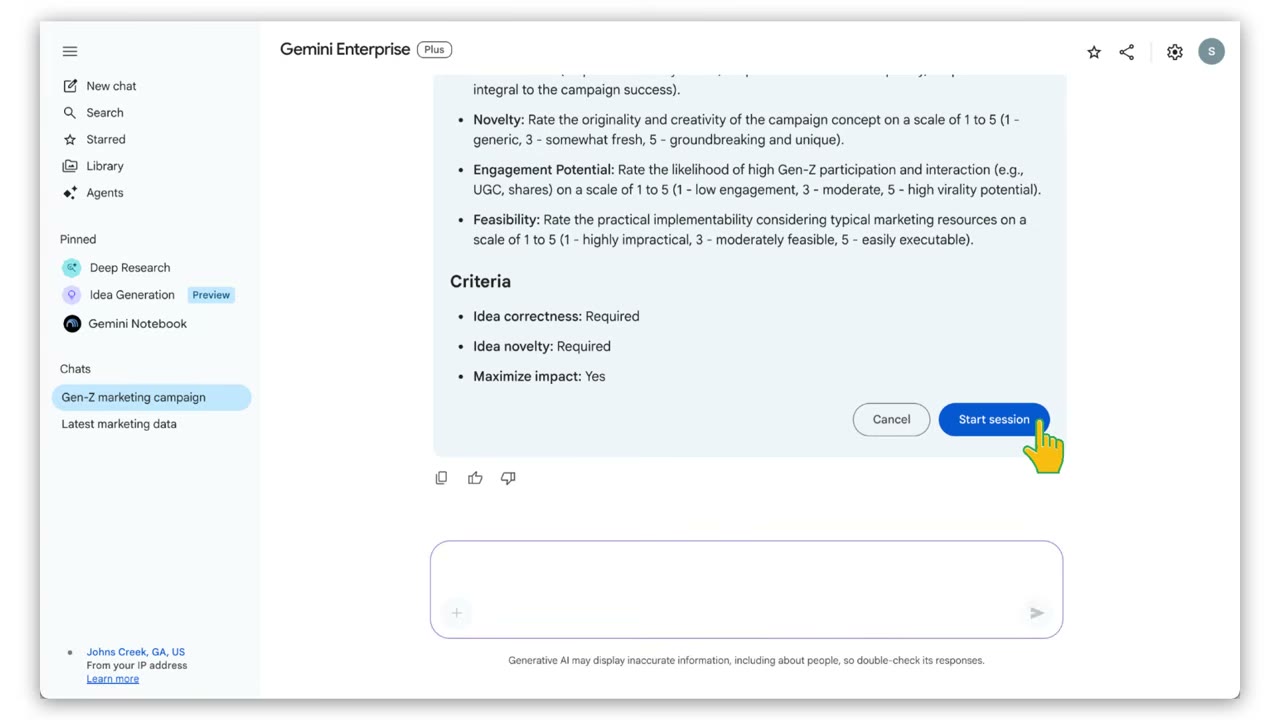 Gemini Enterprise Plus
S
New chat
Search
Starred
Library
Agents
Pinned
Deep Research
Idea Generation Preview
Gemini Notebook
Chats
Gen-Z marketing campaign
Latest marketing data
Johns Creek, GA, US
From your IP address
Learn more
integral to the campaign success).
• Novelty: Rate the originality and creativity of the campaign concept on a scale of 1 to 5 (1 -
generic, 3 - somewhat fresh, 5 - groundbreaking and unique).
• Engagement Potential: Rate the likelihood of high Gen-Z participation and interaction (e.g.,
UGC, shares) on a scale of 1 to 5 (1 - low engagement, 3 - moderate, 5 - high virality potential).
• Feasibility: Rate the practical implementability considering typical marketing resources on a
scale of 1 to 5 (1 - highly impractical, 3 - moderately feasible, 5 - easily executable).
Criteria
• Idea correctness: Required
• Idea novelty: Required
• Maximize impact: Yes
Cancel
Start session
Generative AI may display inaccurate information, including about people, so double-check its responses.